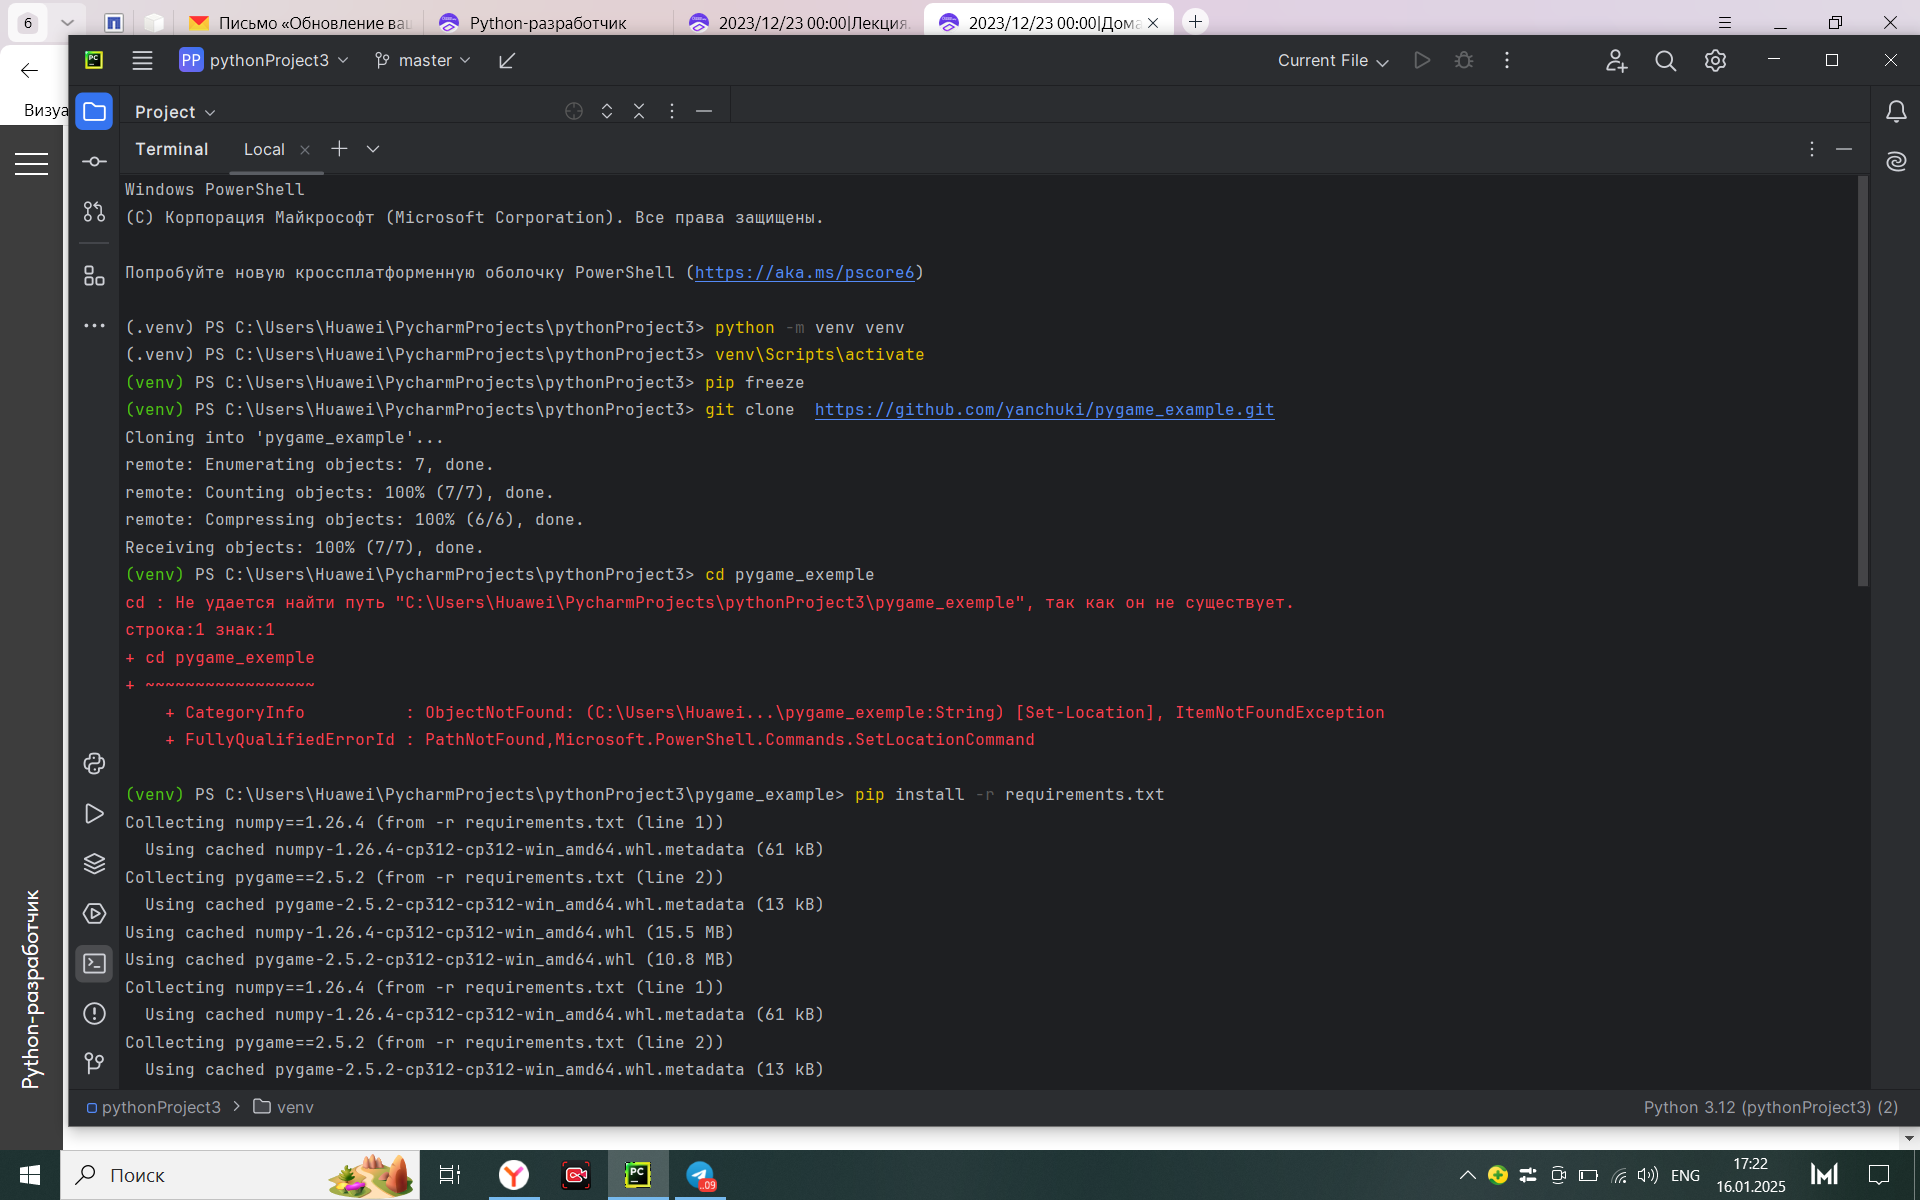 6
Письмо «Обновление ваш
Python-разработчик
2023/12/23 00:00|Лекция.
2023/12/23 00:00|Дома
Визуа
PC
PP pythonProject3
master
Current File
Project
Terminal
Local
Windows PowerShell
(C) Корпорация Майкрософт (Microsoft Corporation). Все права защищены.
Попробуйте новую кроссплатформенную оболочку PowerShell (https://aka.ms/pscore6)
(.venv) PS C:\Users\Huawei\PycharmProjects\pythonProject3> python -m venv venv
(.venv) PS C:\Users\Huawei\PycharmProjects\pythonProject3> venv\Scripts\activate
(venv) PS C:\Users\Huawei\PycharmProjects\pythonProject3> pip freeze
(venv) PS C:\Users\Huawei\PycharmProjects\pythonProject3> git clone  https://github.com/yanchuki/pygame_example.git
Cloning into 'pygame_example'...
remote: Enumerating objects: 7, done.
remote: Counting objects: 100% (7/7), done.
remote: Compressing objects: 100% (6/6), done.
Receiving objects: 100% (7/7), done.
(venv) PS C:\Users\Huawei\PycharmProjects\pythonProject3> cd pygame_exemple
cd : Не удается найти путь "C:\Users\Huawei\PycharmProjects\pythonProject3\pygame_exemple", так как он не существует.
строка:1 знак:1
+ cd pygame_exemple
+ ~~~~~~~~~~~~~~~~~
    + CategoryInfo          : ObjectNotFound: (C:\Users\Huawei...\pygame_exemple:String) [Set-Location], ItemNotFoundException
    + FullyQualifiedErrorId : PathNotFound,Microsoft.PowerShell.Commands.SetLocationCommand
(venv) PS C:\Users\Huawei\PycharmProjects\pythonProject3\pygame_example> pip install -r requirements.txt
Collecting numpy==1.26.4 (from -r requirements.txt (line 1))
  Using cached numpy-1.26.4-cp312-cp312-win_amd64.whl.metadata (61 kB)
Collecting pygame==2.5.2 (from -r requirements.txt (line 2))
  Using cached pygame-2.5.2-cp312-cp312-win_amd64.whl.metadata (13 kB)
Using cached numpy-1.26.4-cp312-cp312-win_amd64.whl (15.5 MB)
Using cached pygame-2.5.2-cp312-cp312-win_amd64.whl (10.8 MB)
Collecting numpy==1.26.4 (from -r requirements.txt (line 1))
  Using cached numpy-1.26.4-cp312-cp312-win_amd64.whl.metadata (61 kB)
Collecting pygame==2.5.2 (from -r requirements.txt (line 2))
  Using cached pygame-2.5.2-cp312-cp312-win_amd64.whl.metadata (13 kB)
Python-разработчик
pythonProject3 > venv
Python 3.12 (pythonProject3) (2)
Поиск
PC
..09
ENG
17:22
16.01.2025